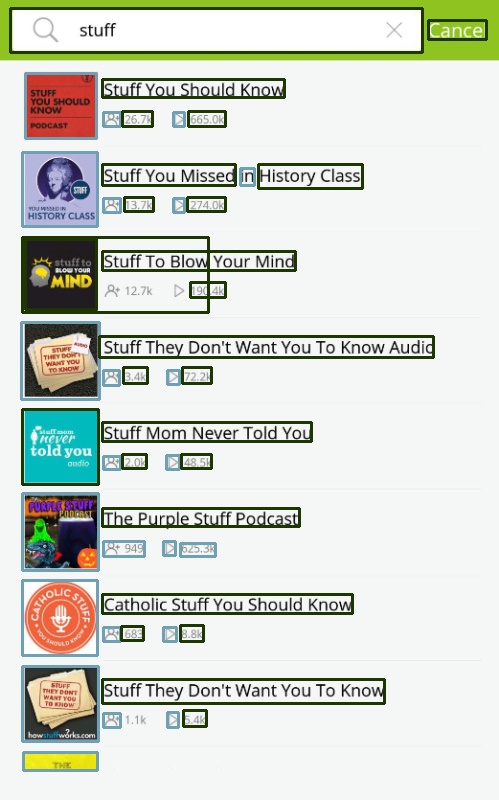 stuff Cancel
STUFF
YOU SHOULD
KNOW
PODCAST
Stuff You Should Know
26.7k 665.0k
STUFF
YOU MISSED IN
HISTORY CLASS
Stuff You Missed in History Class
13.7k 274.0k
stuff to
BLOW YOUR
MIND
Stuff To Blow Your Mind
12.7k 190.4k
STUFF
THEY DON'T
WANT YOU
TO KNOW
AUDIO
Stuff They Don't Want You To Know Audio
3.4k 72.2k
stuff mom
never
told you
audio
Stuff Mom Never Told You
2.0k 48.5k
PURPLE STUFF
PODCAST
The Purple Stuff Podcast
949 625.3k
CATHOLIC STUFF
YOU SHOULD KNOW
Catholic Stuff You Should Know
683 8.8k
STUFF
THEY DON'T
WANT YOU
TO KNOW
howstuffworks.com
Stuff They Don't Want You To Know
1.1k 5.4k
THE